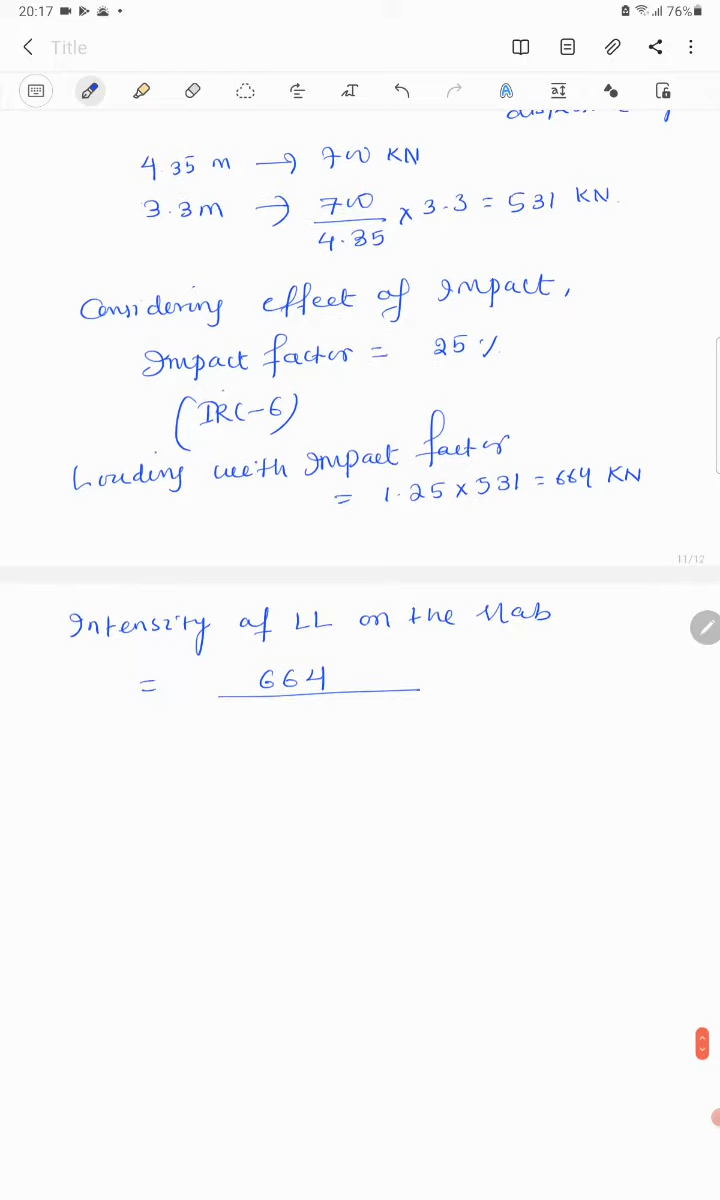 20:17 76%
Title
4.35 m → 700 KN
3.3m → 700/4.35 × 3.3 = 531 KN.
Considering effect of impact,
Impact factor = 25 %
(IRC-6)
Louding with Impact factor
= 1.25 × 531 = 664 KN
11/12
Intensity of LL on the slab
= 664